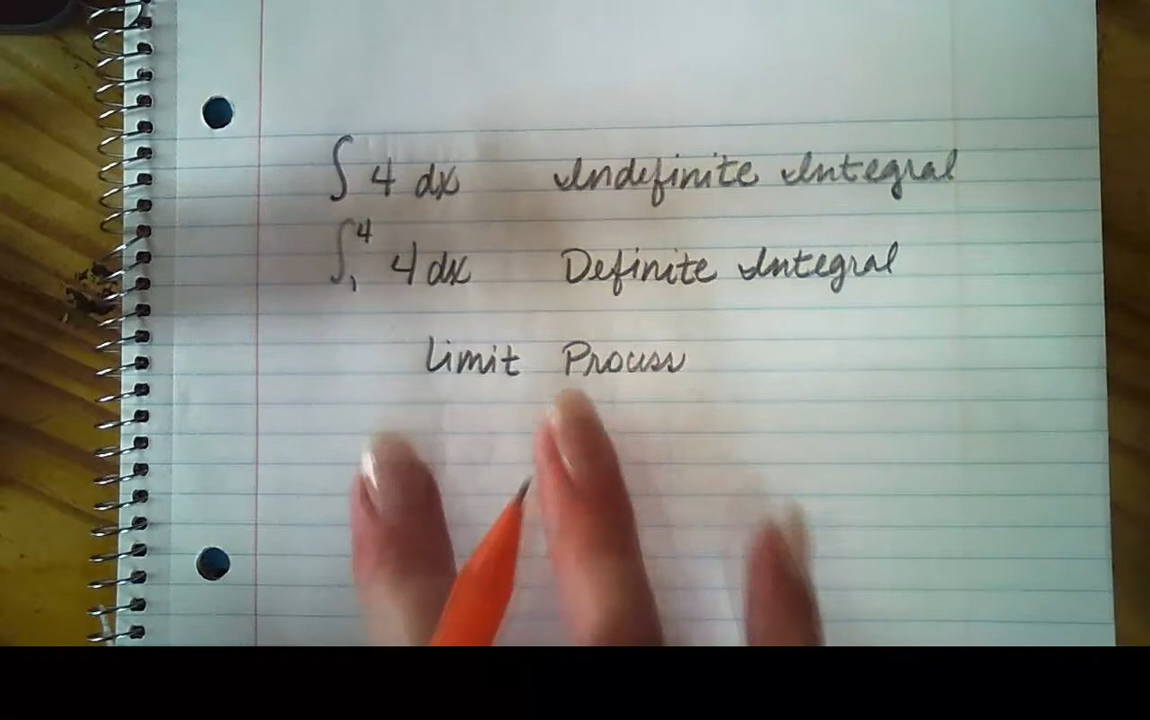 ∫ 4 dx Indefinite Integral
∫₁⁴ 4 dx Definite Integral
Limit Process